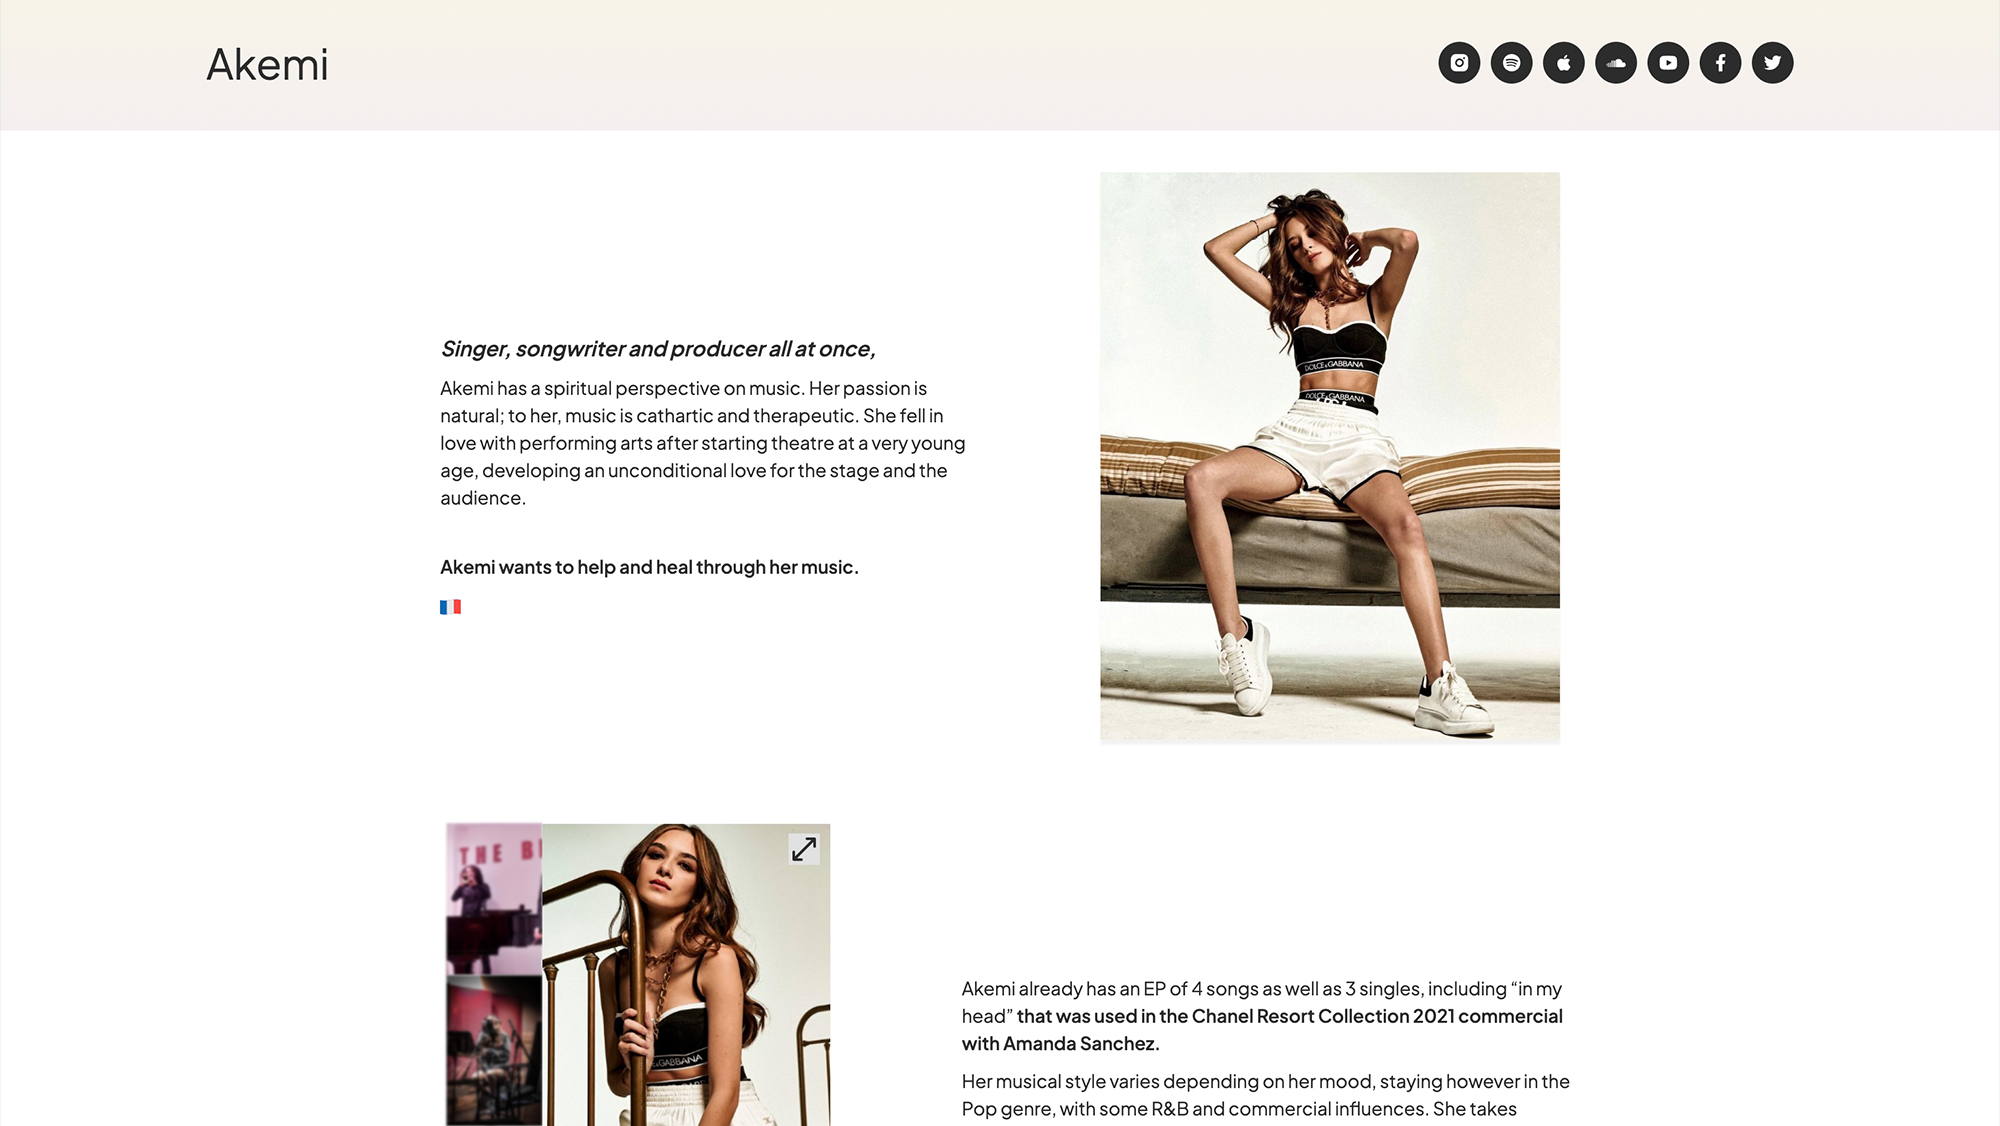 Akemi
Singer, songwriter and producer all at once,
Akemi has a spiritual perspective on music. Her passion is
natural; to her, music is cathartic and therapeutic. She fell in
love with performing arts after starting theatre at a very young
age, developing an unconditional love for the stage and the
audience.
Akemi wants to help and heal through her music.
DOLCE & GABBANA
DOLCE & GABBANA
THE B
GABBANA
Akemi already has an EP of 4 songs as well as 3 singles, including “in my
head” that was used in the Chanel Resort Collection 2021 commercial
with Amanda Sanchez.
Her musical style varies depending on her mood, staying however in the
Pop genre, with some R&B and commercial influences. She takes